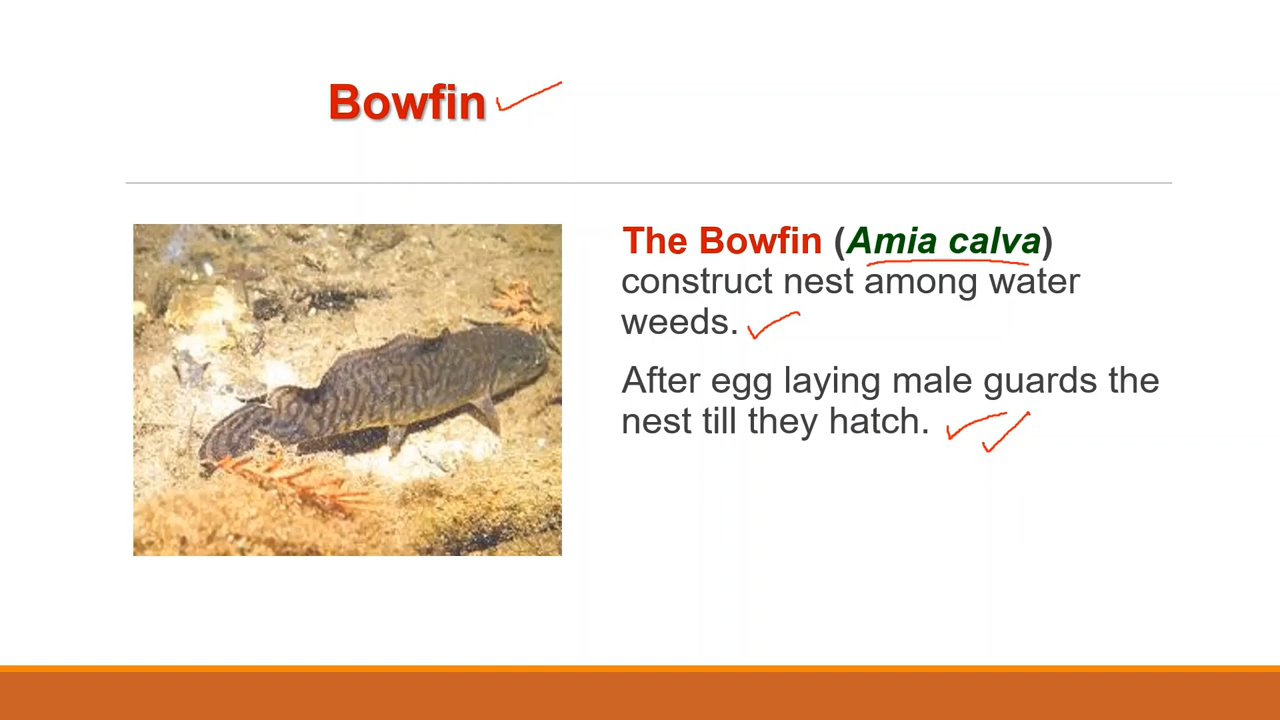 Bowfin
The Bowfin (Amia calva)
construct nest among water
weeds.
After egg laying male guards the
nest till they hatch.